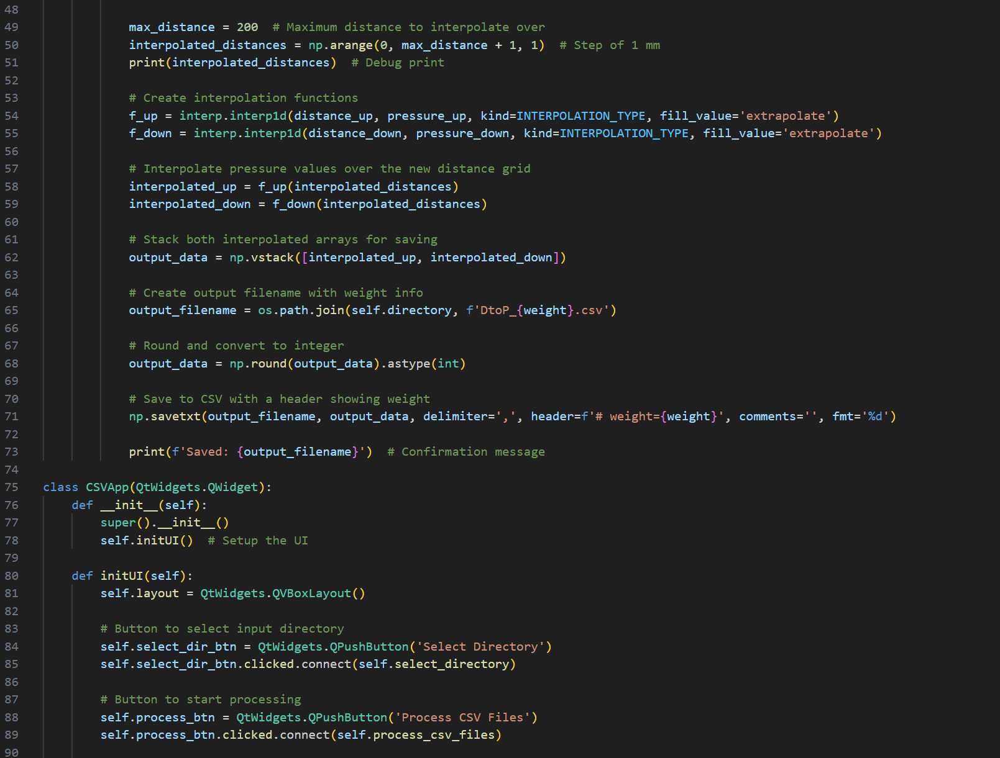 48
49 max_distance = 200  # Maximum distance to interpolate over
50 interpolated_distances = np.arange(0, max_distance + 1, 1)  # Step of 1 mm
51 print(interpolated_distances)  # Debug print
52
53 # Create interpolation functions
54 f_up = interp.interp1d(distance_up, pressure_up, kind=INTERPOLATION_TYPE, fill_value='extrapolate')
55 f_down = interp.interp1d(distance_down, pressure_down, kind=INTERPOLATION_TYPE, fill_value='extrapolate')
56
57 # Interpolate pressure values over the new distance grid
58 interpolated_up = f_up(interpolated_distances)
59 interpolated_down = f_down(interpolated_distances)
60
61 # Stack both interpolated arrays for saving
62 output_data = np.vstack([interpolated_up, interpolated_down])
63
64 # Create output filename with weight info
65 output_filename = os.path.join(self.directory, f'DtoP_{weight}.csv')
66
67 # Round and convert to integer
68 output_data = np.round(output_data).astype(int)
69
70 # Save to CSV with a header showing weight
71 np.savetxt(output_filename, output_data, delimiter=',', header=f'# weight={weight}', comments='', fmt='%d')
72
73 print(f'Saved: {output_filename}')  # Confirmation message
74
75 class CSVApp(QtWidgets.QWidget):
76 def __init__(self):
77 super().__init__()
78 self.initUI()  # Setup the UI
79
80 def initUI(self):
81 self.layout = QtWidgets.QVBoxLayout()
82
83 # Button to select input directory
84 self.select_dir_btn = QtWidgets.QPushButton('Select Directory')
85 self.select_dir_btn.clicked.connect(self.select_directory)
86
87 # Button to start processing
88 self.process_btn = QtWidgets.QPushButton('Process CSV Files')
89 self.process_btn.clicked.connect(self.process_csv_files)
90